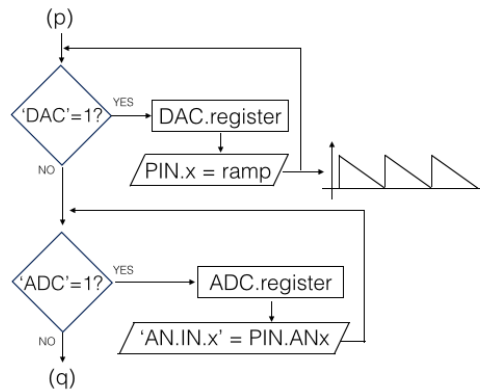 (p)
'DAC'=1?
YES
DAC.register
NO
PIN.x = ramp
'ADC'=1?
YES
ADC.register
NO
'AN.IN.x' = PIN.ANx
(q)